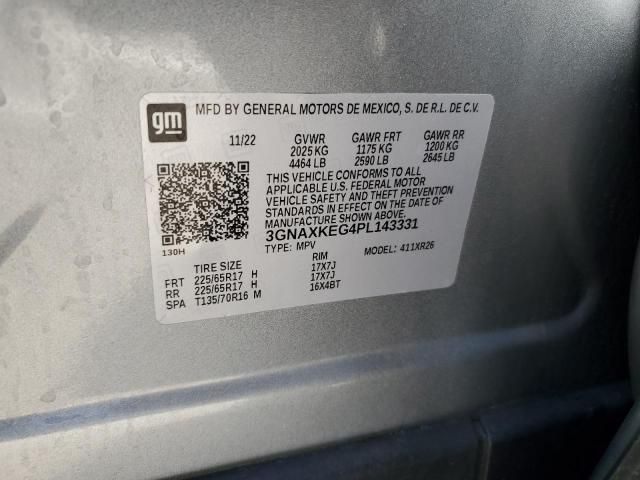 gm
MFD BY GENERAL MOTORS DE MEXICO, S. DE R.L. DE C.V.
11/22 GVWR GAWR FRT GAWR RR
2025 KG 1175 KG 1200 KG
4464 LB 2590 LB 2645 LB
THIS VEHICLE CONFORMS TO ALL
APPLICABLE U.S. FEDERAL MOTOR
VEHICLE SAFETY AND THEFT PREVENTION
STANDARDS IN EFFECT ON THE DATE OF
MANUFACTURE SHOWN ABOVE.
130H 3GNAXKEG4PL143331
TYPE: MPV MODEL: 411XR26
TIRE SIZE RIM
FRT 225/65R17 H 17X7J
RR 225/65R17 H 17X7J
SPA T135/70R16 M 16X4BT